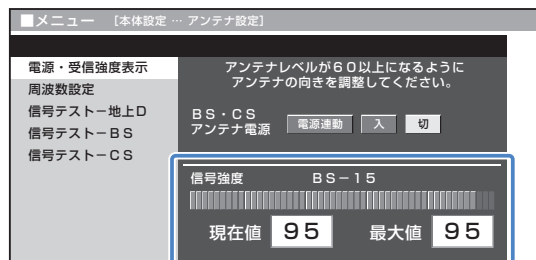 ■メニュー [本体設定 … アンテナ設定]
電源・受信強度表示
周波数設定
信号テストー地上D
信号テストーBS
信号テストーCS
アンテナレベルが60以上になるように
アンテナの向きを調整してください。
BS・CS
アンテナ電源 電源連動 入 切
信号強度 BS－15
現在値 95 最大値 95